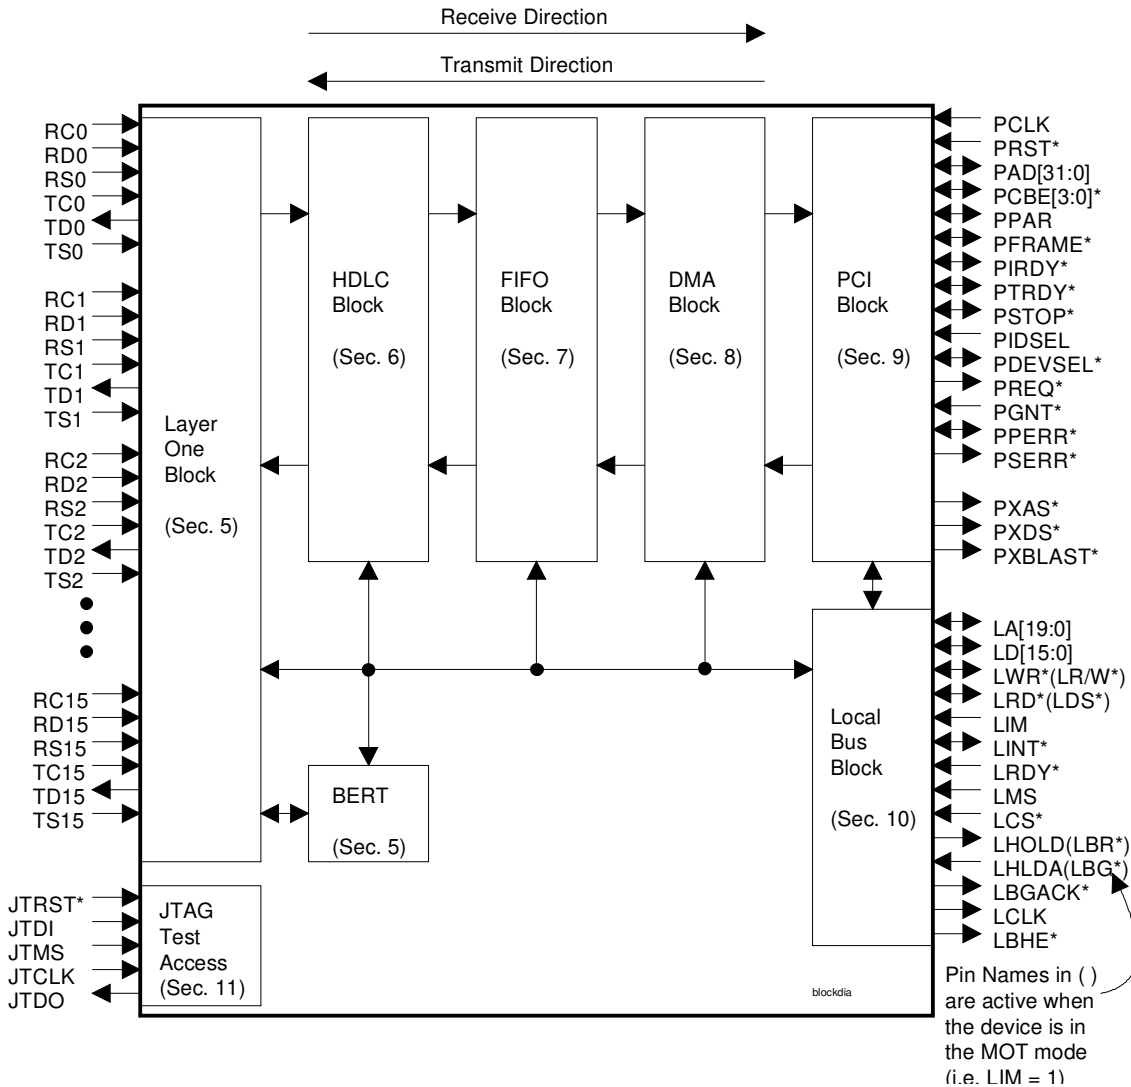 Receive Direction
Transmit Direction
RC0
RD0
RS0
TC0
TD0
TS0
RC1
RD1
RS1
TC1
TD1
TS1
RC2
RD2
RS2
TC2
TD2
TS2
RC15
RD15
RS15
TC15
TD15
TS15
JTRST*
JTDI
JTMS
JTCLK
JTDO
Layer
One
Block
(Sec. 5)
HDLC
Block
(Sec. 6)
FIFO
Block
(Sec. 7)
DMA
Block
(Sec. 8)
PCI
Block
(Sec. 9)
BERT
(Sec. 5)
Local
Bus
Block
(Sec. 10)
JTAG
Test
Access
(Sec. 11)
blockdia
PCLK
PRST*
PAD[31:0]
PCBE[3:0]*
PPAR
PFRAME*
PIRDY*
PTRDY*
PSTOP*
PIDSEL
PDEVSEL*
PREQ*
PGNT*
PPERR*
PSERR*
PXAS*
PXDS*
PXBLAST*
LA[19:0]
LD[15:0]
LWR*(LR/W*)
LRD*(LDS*)
LIM
LINT*
LRDY*
LMS
LCS*
LHOLD(LBR*)
LHLDA(LBG*)
LBGACK*
LCLK
LBHE*
Pin Names in ( )
are active when
the device is in
the MOT mode
(i.e. LIM = 1)